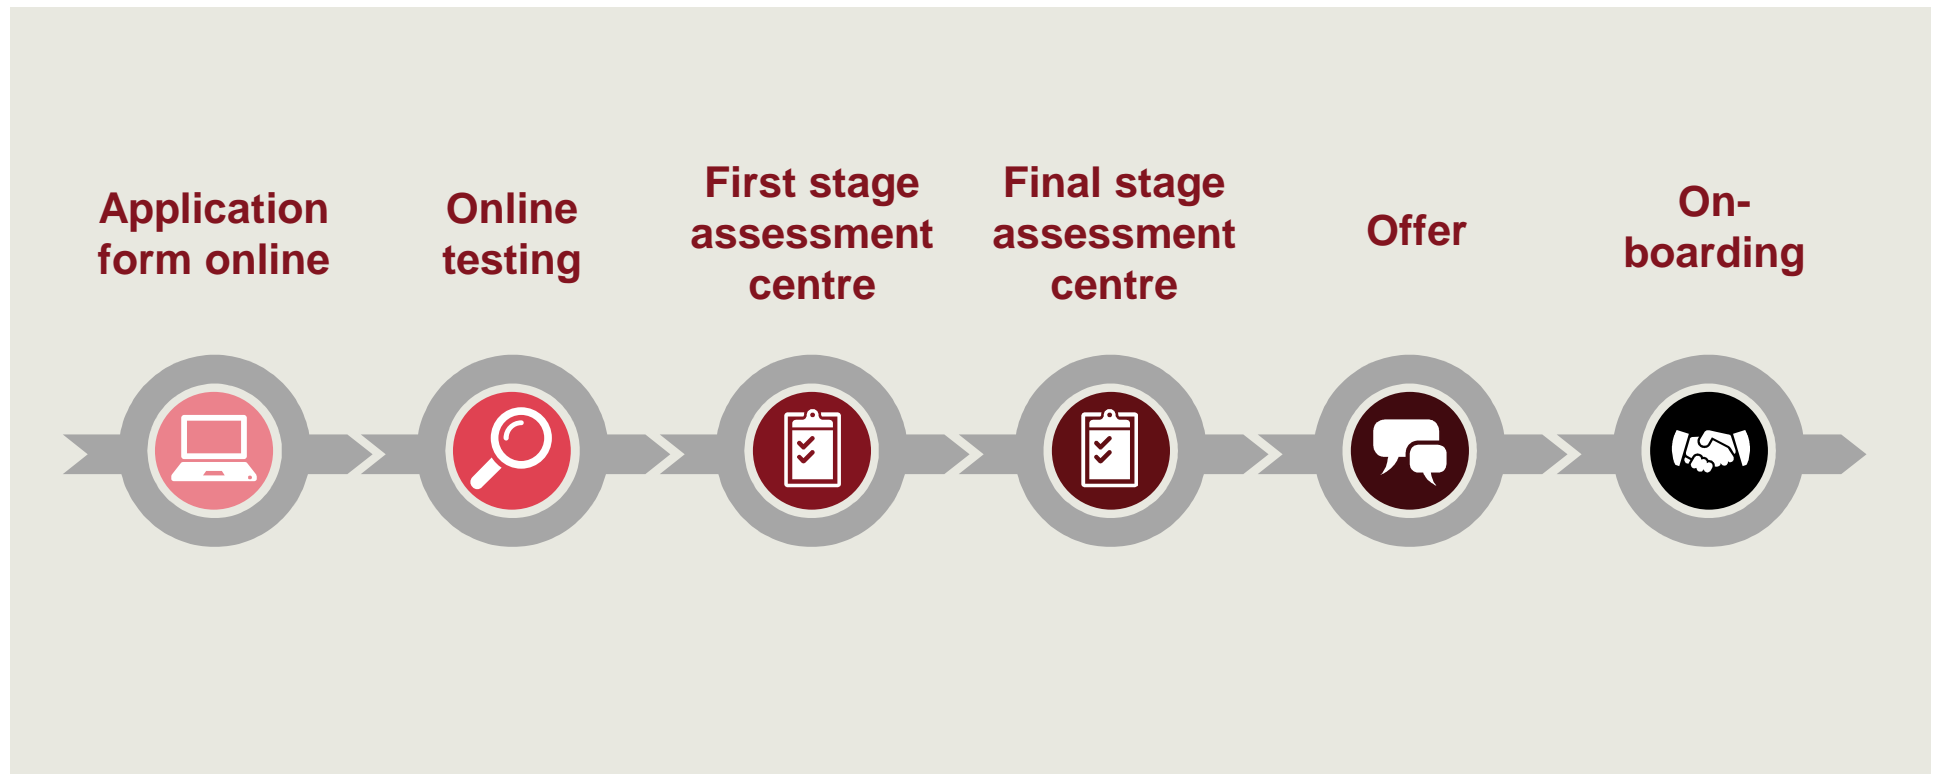 Application
form online
Online
testing
First stage
assessment
centre
Final stage
assessment
centre
Offer
On-
boarding